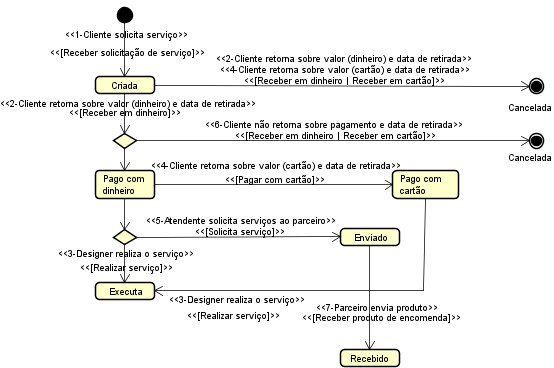 <<1-Cliente solicita serviço>>
<<[Receber solicitação de serviço]>>
<<2-Cliente retorna sobre valor (dinheiro) e data de retirada>>
<<4-Cliente retorna sobre valor (cartão) e data de retirada>>
<<[Receber em dinheiro | Receber em cartão]>>
Criada
Cancelada
<<2-Cliente retorna sobre valor (dinheiro) e data de retirada>>
<<[Receber em dinheiro]>>
<<6-Cliente não retorna sobre pagamento e data de retirada>>
<<[Receber em dinheiro | Receber em cartão]>>
Cancelada
<<4-Cliente retorna sobre valor (cartão) e data de retirada>>
<<[Pagar com cartão]>>
Pago com
dinheiro
Pago com
cartão
<<5-Atendente solicita serviços ao parceiro>>
<<[Solicita serviço]>>
Enviado
<<3-Designer realiza o serviço>>
<<[Realizar serviço]>>
Executa
<<3-Designer realiza o serviço>>
<<[Realizar serviço]>>
<<7-Parceiro envia produto>>
<<[Receber produto de encomenda]>>
Recebido